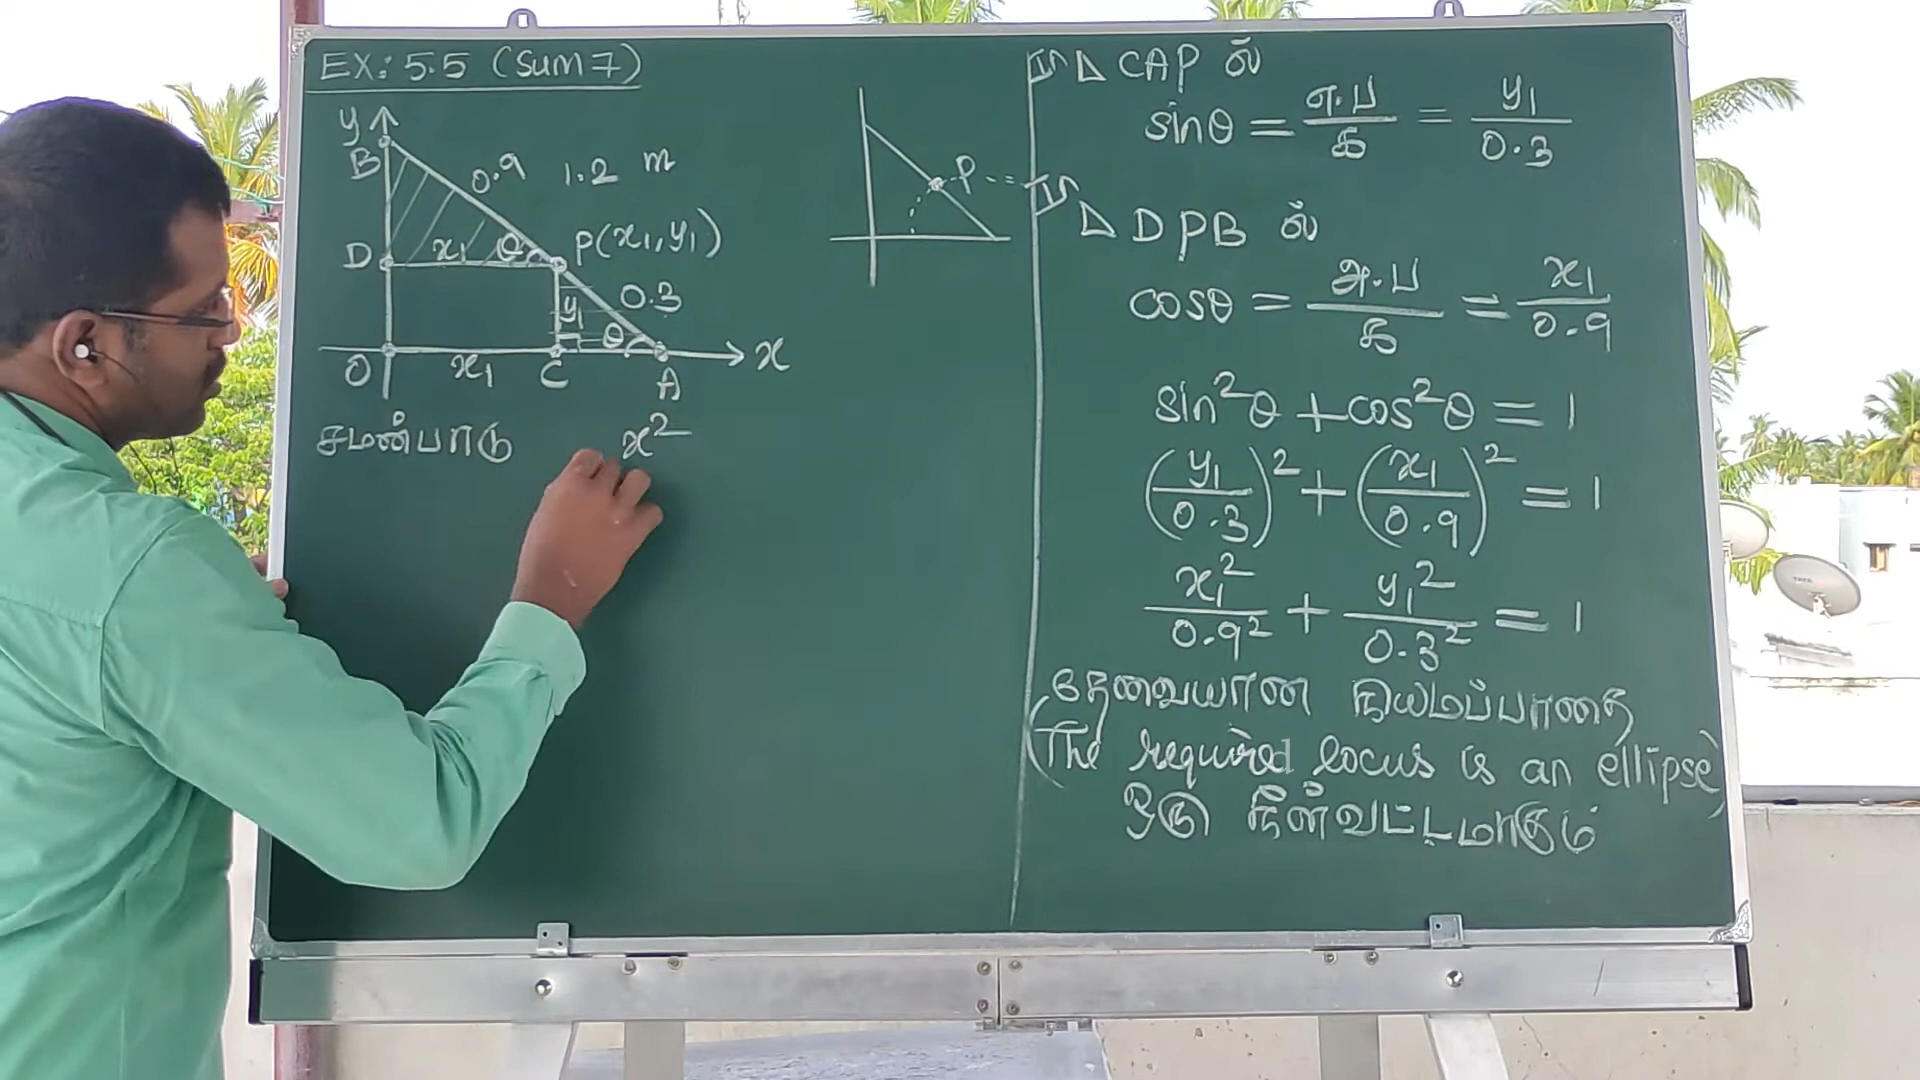 EX: 5.5 (Sum 7)
y
B
0.9 1.2 m
D x₁ θ P(x₁, y₁)
y₁ 0.3
θ
O x₁ C A x
சமன்பாடு x²
P
△ CAP ல்
sinθ = எ.ப/க = y₁/0.3
△ DPB ல்
cosθ = அ.ப/க = x₁/0.9
sin²θ + cos²θ = 1
(y₁/0.3)² + (x₁/0.9)² = 1
x₁²/0.9² + y₁²/0.3² = 1
தேவையான நியமப்பாதை
(The required locus is an ellipse)
ஒரு நீள்வட்டமாகும்